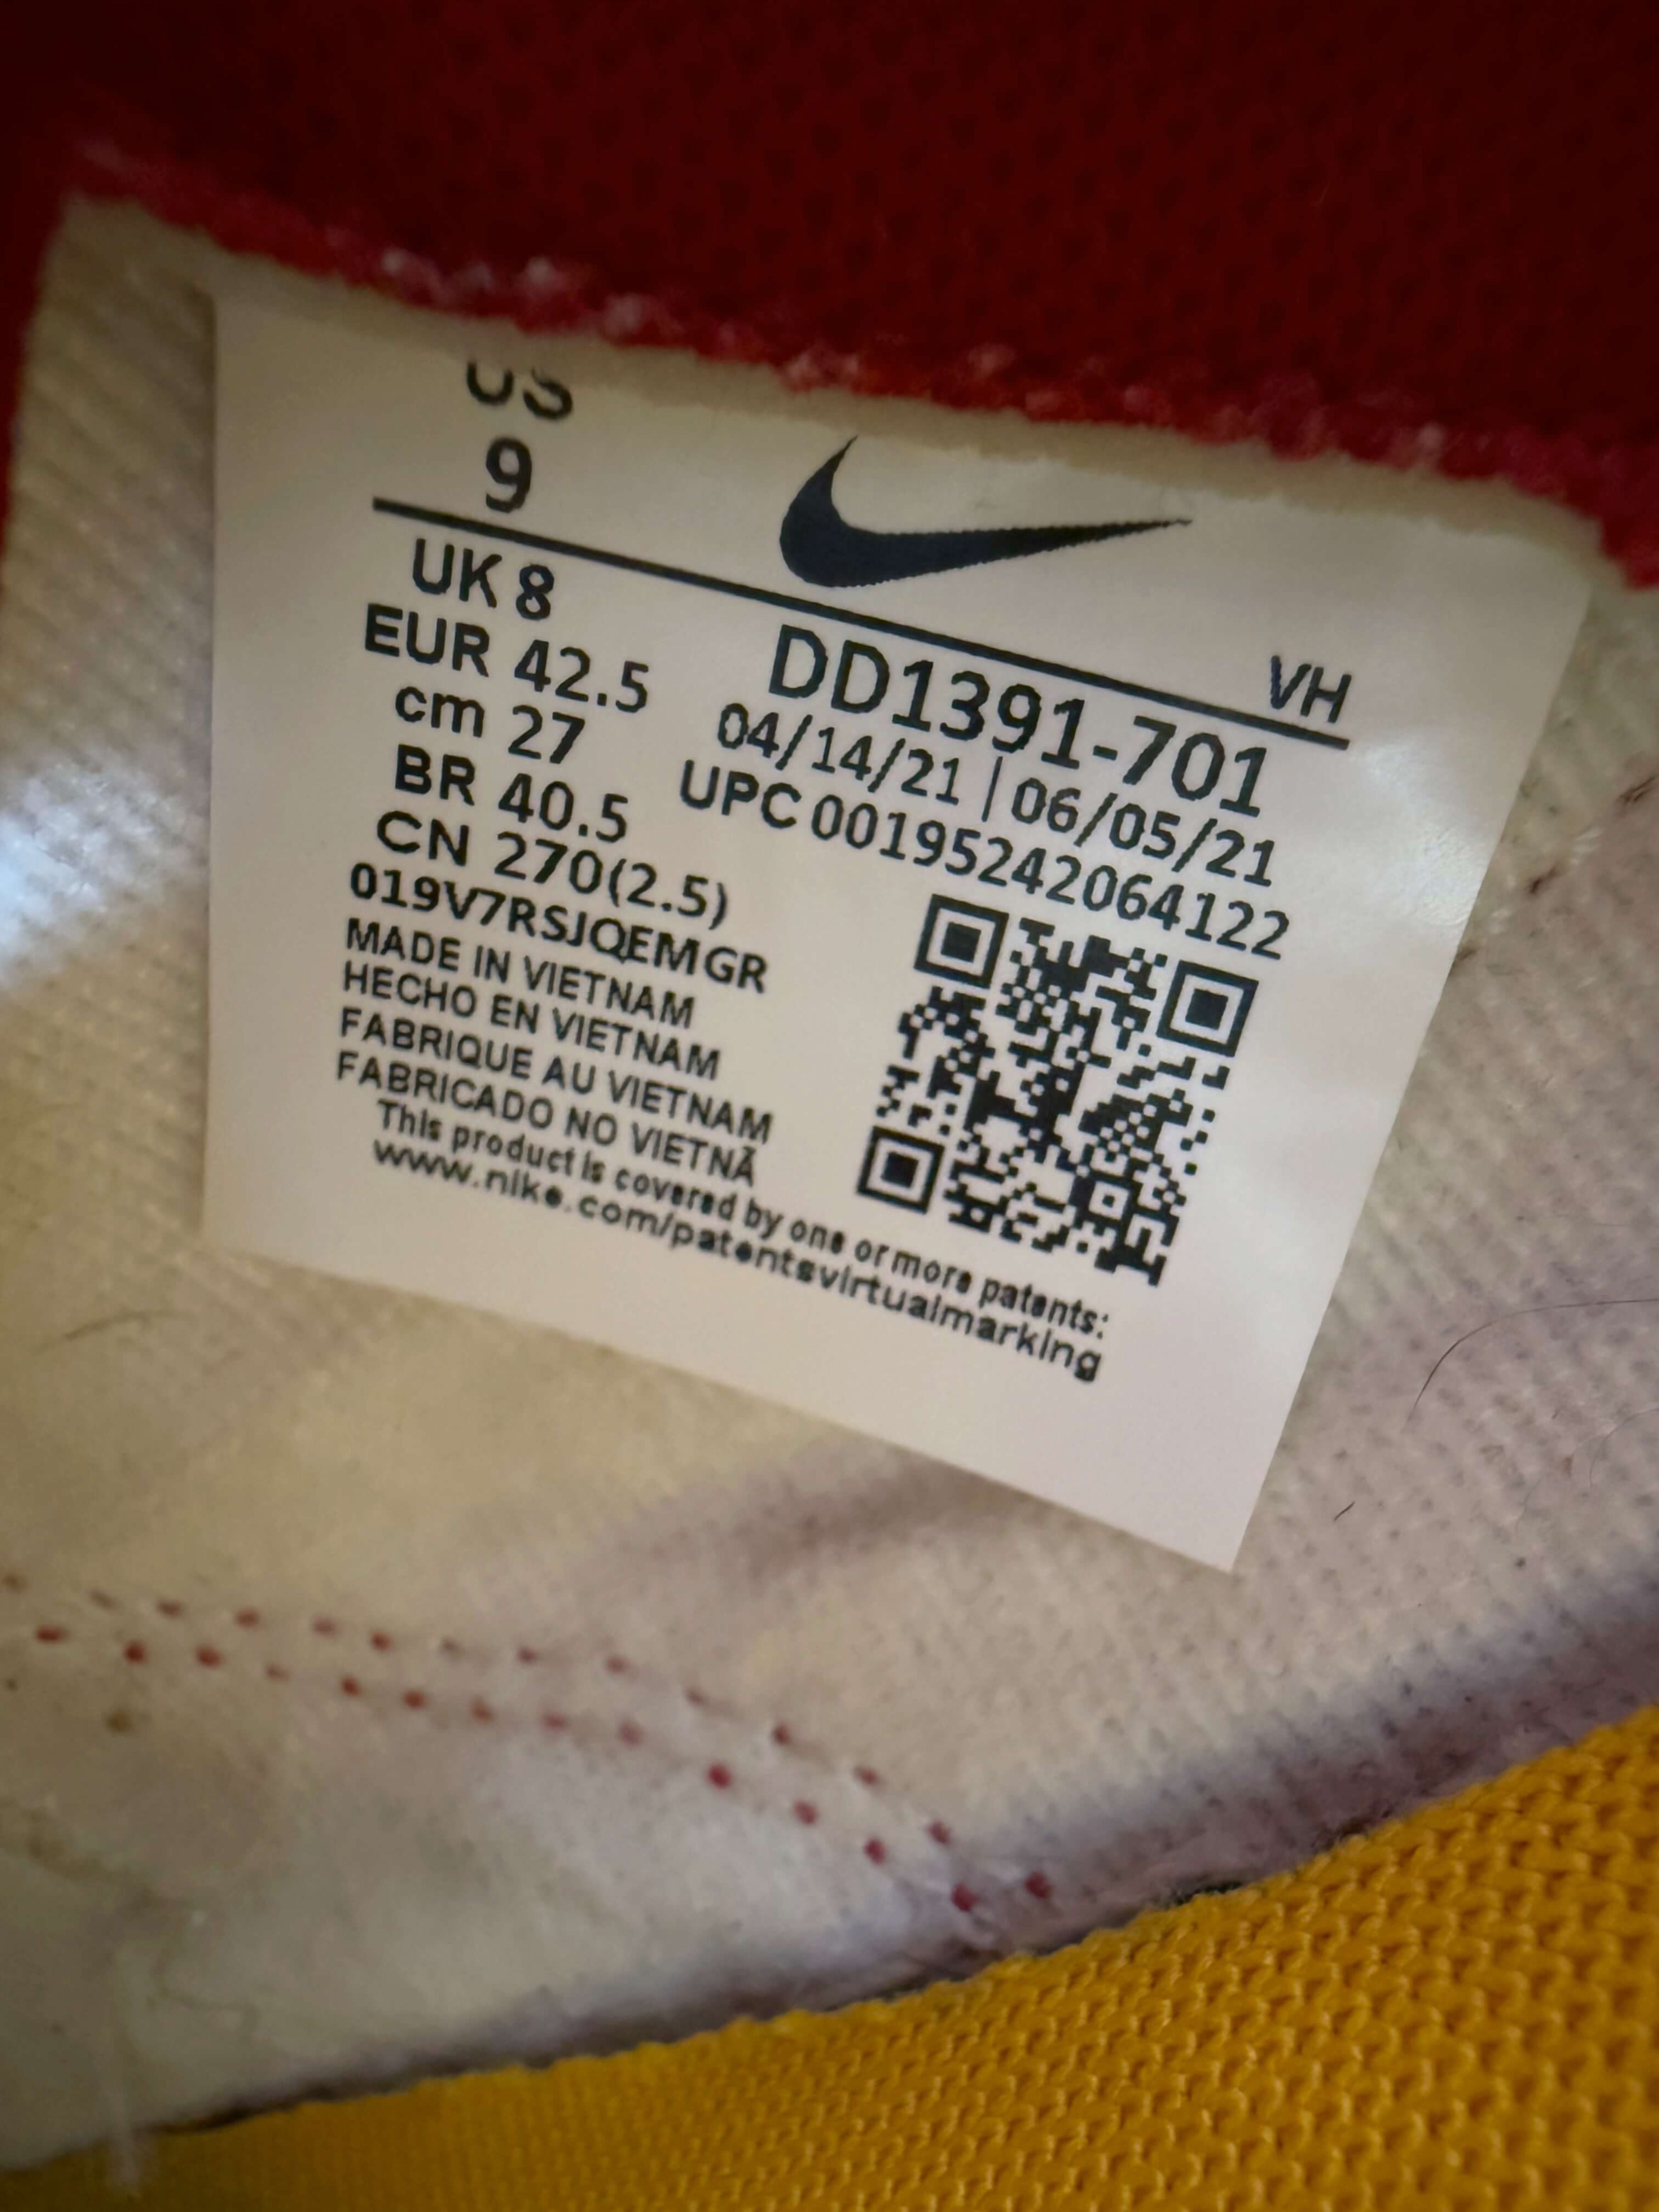 US
9
VH
UK 8
EUR 42.5
cm 27
BR 40.5
CN 270(2.5)
DD1391-701
04/14/21 | 06/05/21
UPC 00195242064122
019V7RSJQEMGR
MADE IN VIETNAM
HECHO EN VIETNAM
FABRIQUE AU VIETNAM
FABRICADO NO VIETNÃ
This product is covered by one or more patents:
www.nike.com/patentsvirtualmarking